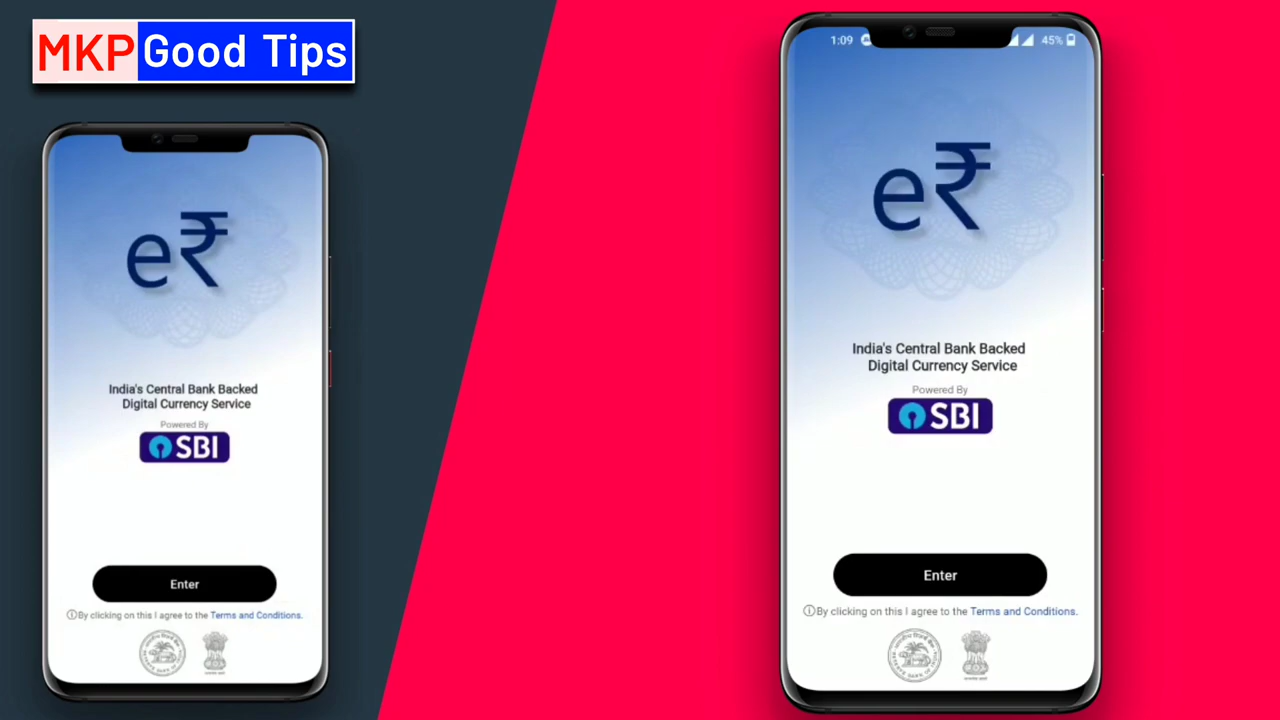 MKP Good Tips
e₹
India's Central Bank Backed
Digital Currency Service
Powered By
SBI
Enter
By clicking on this I agree to the Terms and Conditions.
1:09
45%
e₹
India's Central Bank Backed
Digital Currency Service
Powered By
SBI
Enter
By clicking on this I agree to the Terms and Conditions.